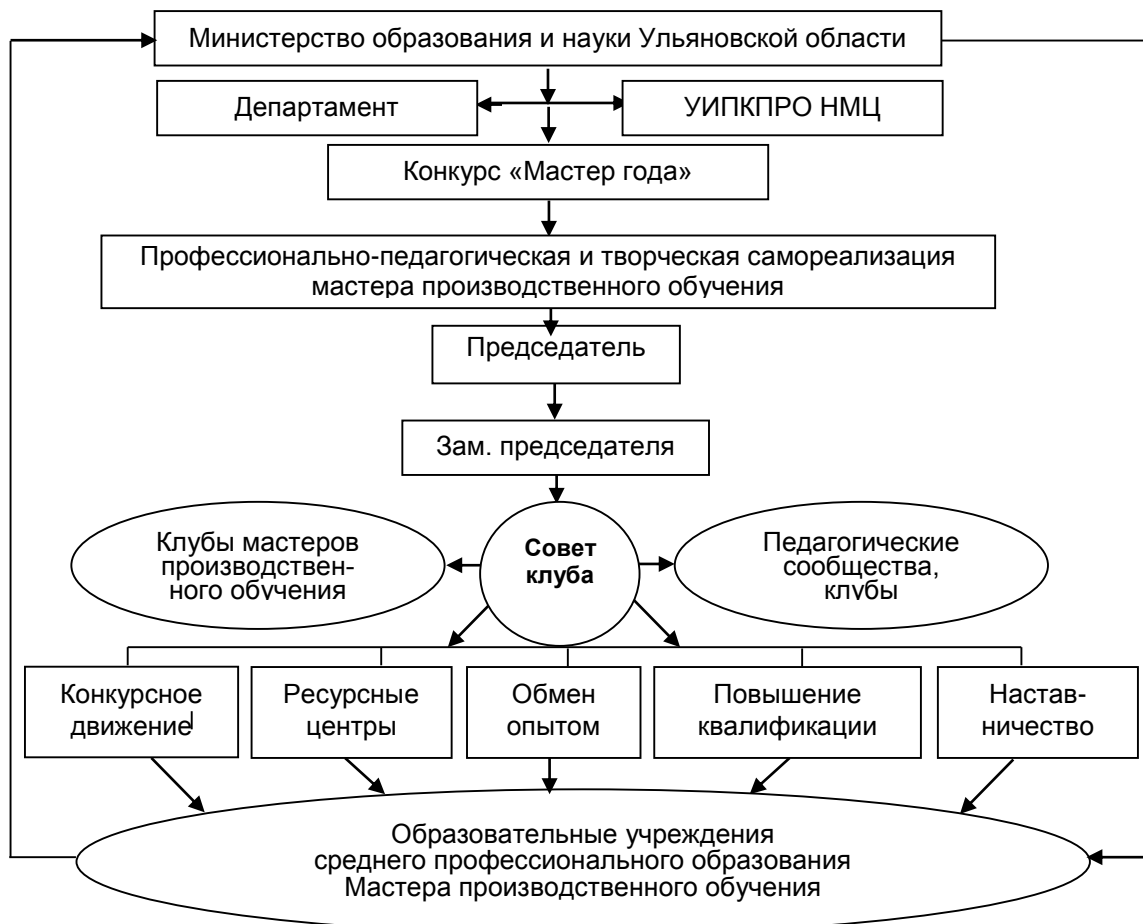 Министерство образования и науки Ульяновской области
Департамент
УИПКПРО НМЦ
Конкурс «Мастер года»
Профессионально-педагогическая и творческая самореализация
мастера производственного обучения
Председатель
Зам. председателя
Клубы мастеров
производствен-
ного обучения
Совет
клуба
Педагогические
сообщества,
клубы
Конкурсное
движение
Ресурсные
центры
Обмен
опытом
Повышение
квалификации
Настав-
ничество
Образовательные учреждения
среднего профессионального образования
Мастера производственного обучения